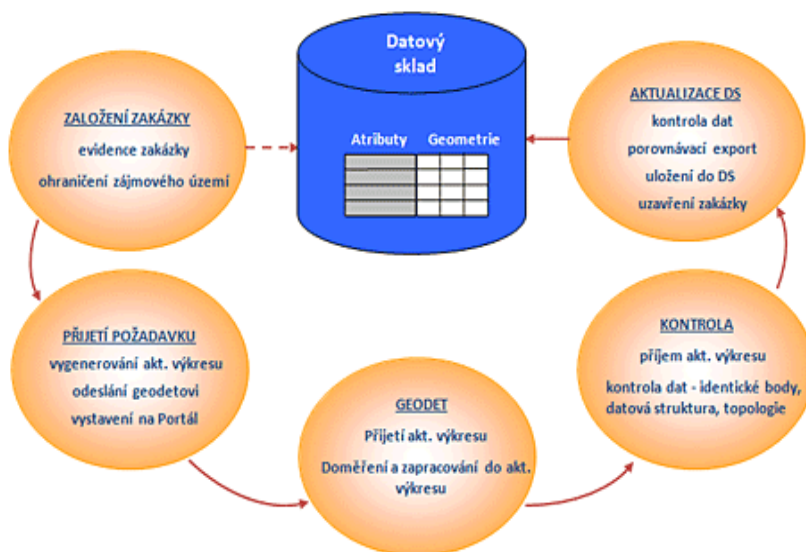 Datový
sklad
Atributy Geometrie
ZALOŽENÍ ZAKÁZKY
evidence zakázky
ohraničení zájmového území
PŘIJETÍ POŽADAVKU
vygenerování akt. výkresu
odeslání geodetovi
vystavení na Portál
GEODET
Přijetí akt. výkresu
Doměření a zapracování do akt.
výkresu
KONTROLA
příjem akt. výkresu
kontrola dat - identické body,
datová struktura, topologie
AKTUALIZACE DS
kontrola dat
porovnávací export
uložení do DS
uzavření zakázky